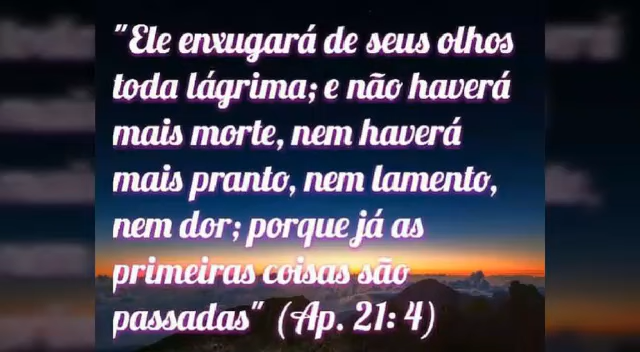 "Ele enxugará de seus olhos
toda lágrima; e não haverá
mais morte, nem haverá
mais pranto, nem lamento,
nem dor; porque já as
primeiras coisas são
passadas" (Ap. 21: 4)